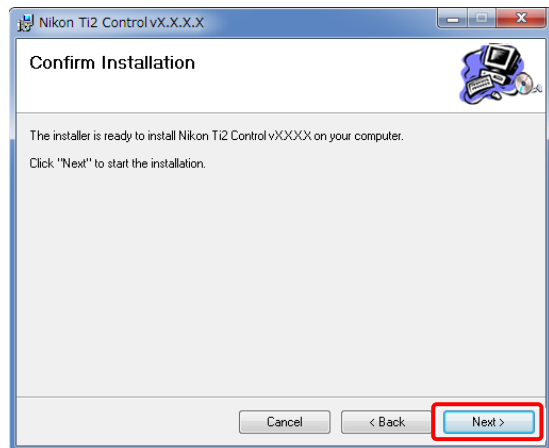 Nikon Ti2 Control vX.X.X.X
Confirm Installation
The installer is ready to install Nikon Ti2 Control vXXXX on your computer.
Click "Next" to start the installation.
Cancel
< Back
Next >